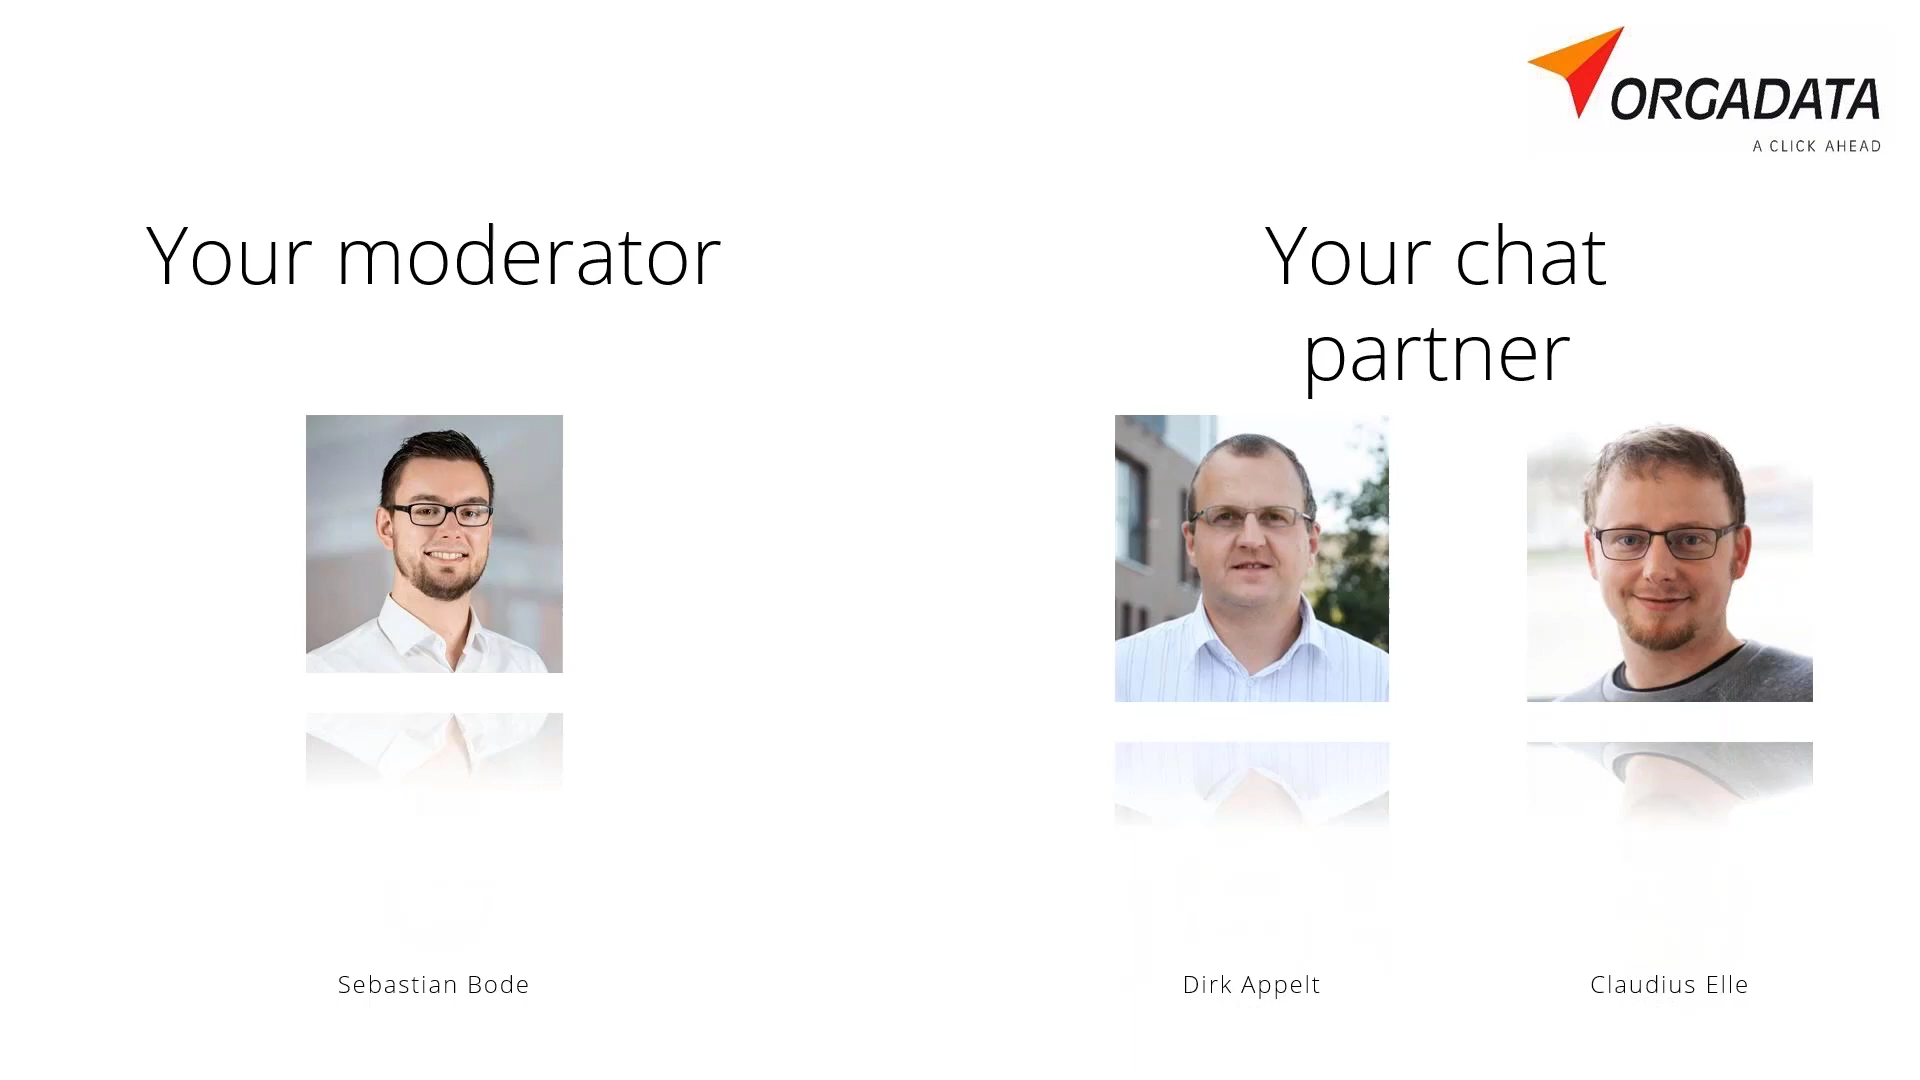 ORGADATA
A CLICK AHEAD
Your moderator
Your chat
partner
Sebastian Bode
Dirk Appelt
Claudius Elle